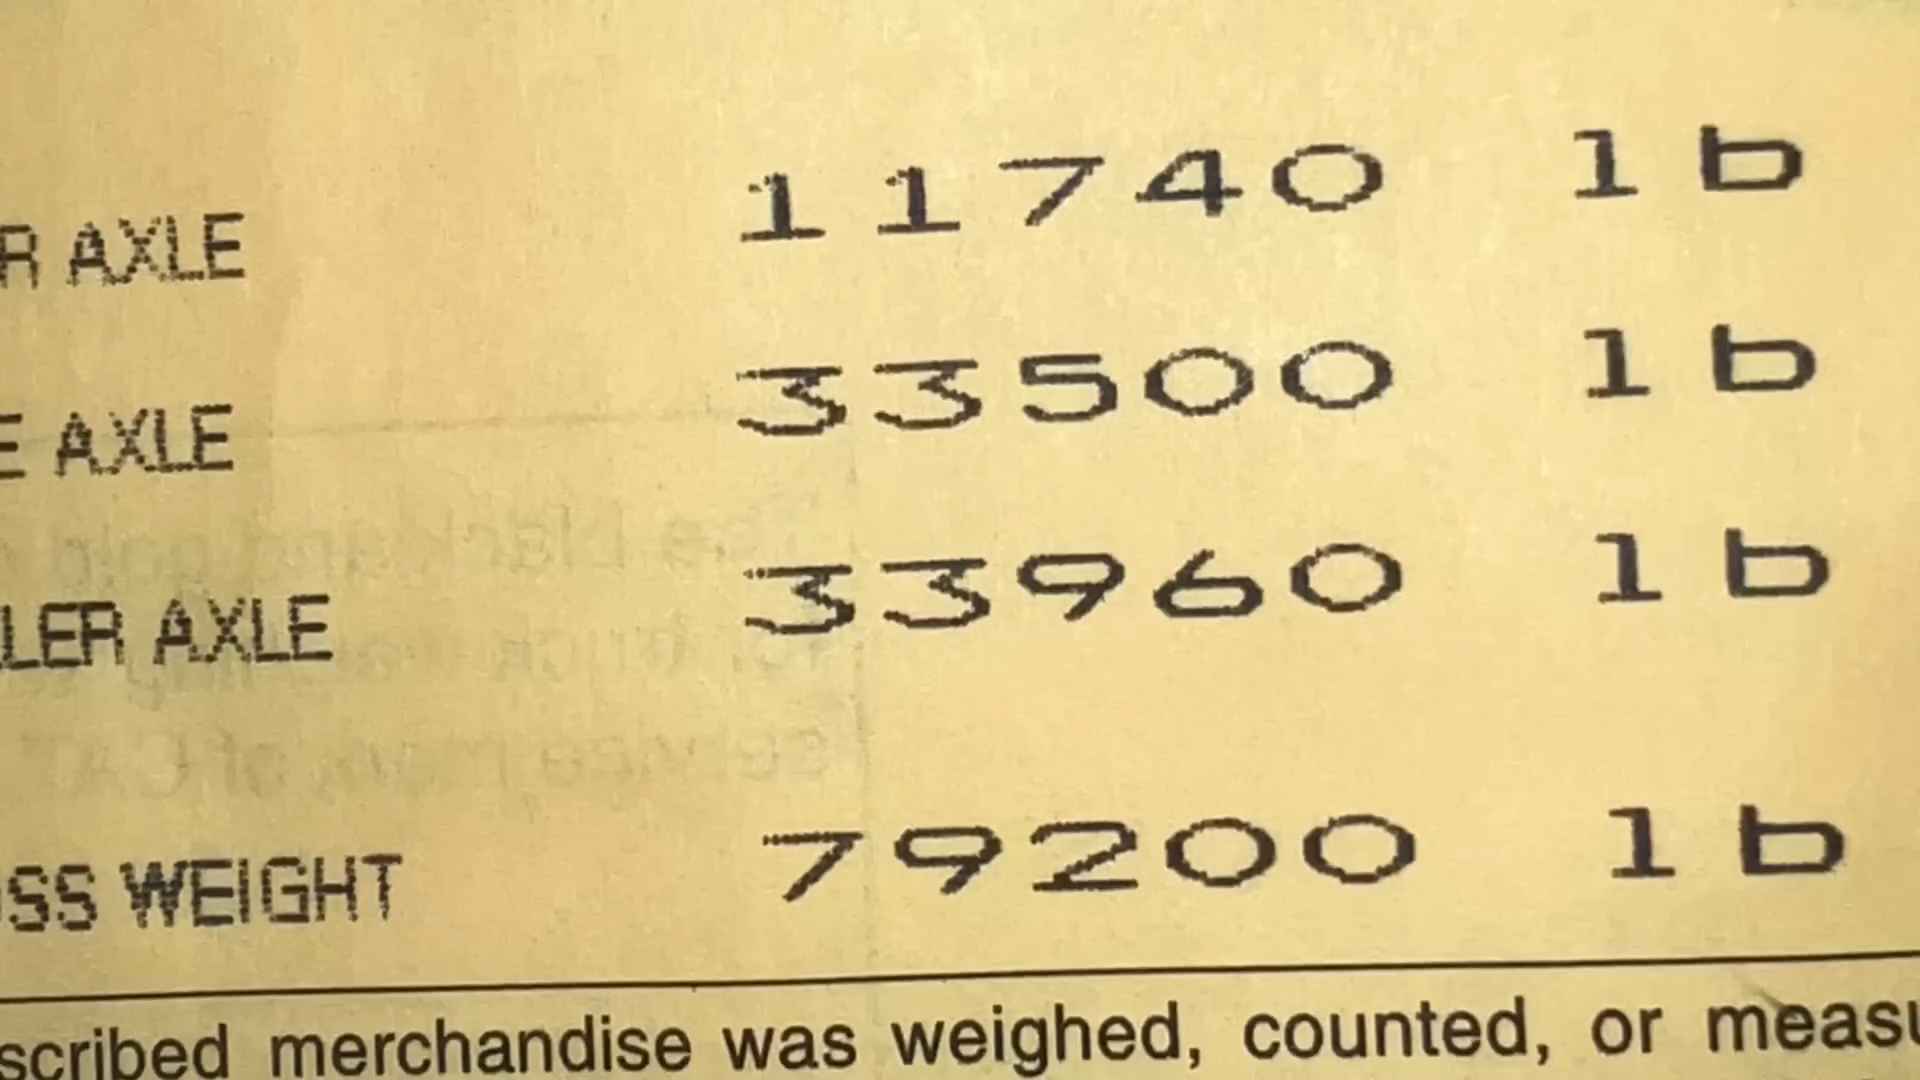 R AXLE 11740 lb
E AXLE 33500 lb
LER AXLE 33960 lb
SS WEIGHT 79200 lb
scribed merchandise was weighed, counted, or measu